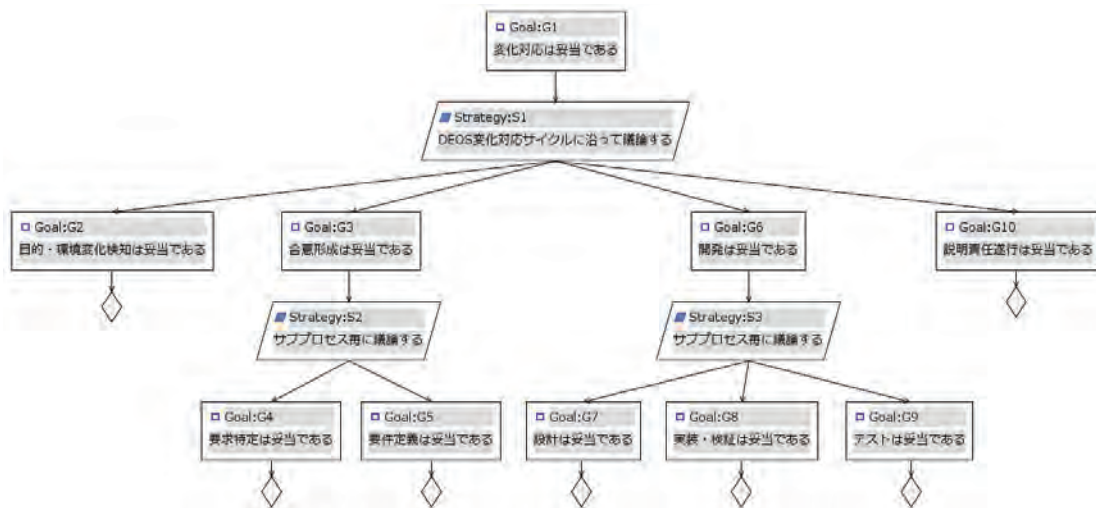 Goal:G1
変化対応は妥当である
Strategy:S1
DEOS変化対応サイクルに沿って議論する
Goal:G2
目的・環境変化検知は妥当である
Goal:G3
合意形成は妥当である
Goal:G6
開発は妥当である
Goal:G10
説明責任遂行は妥当である
Strategy:S2
サブプロセス毎に議論する
Strategy:S3
サブプロセス毎に議論する
Goal:G4
要求特定は妥当である
Goal:G5
要件定義は妥当である
Goal:G7
設計は妥当である
Goal:G8
実装・検証は妥当である
Goal:G9
テストは妥当である